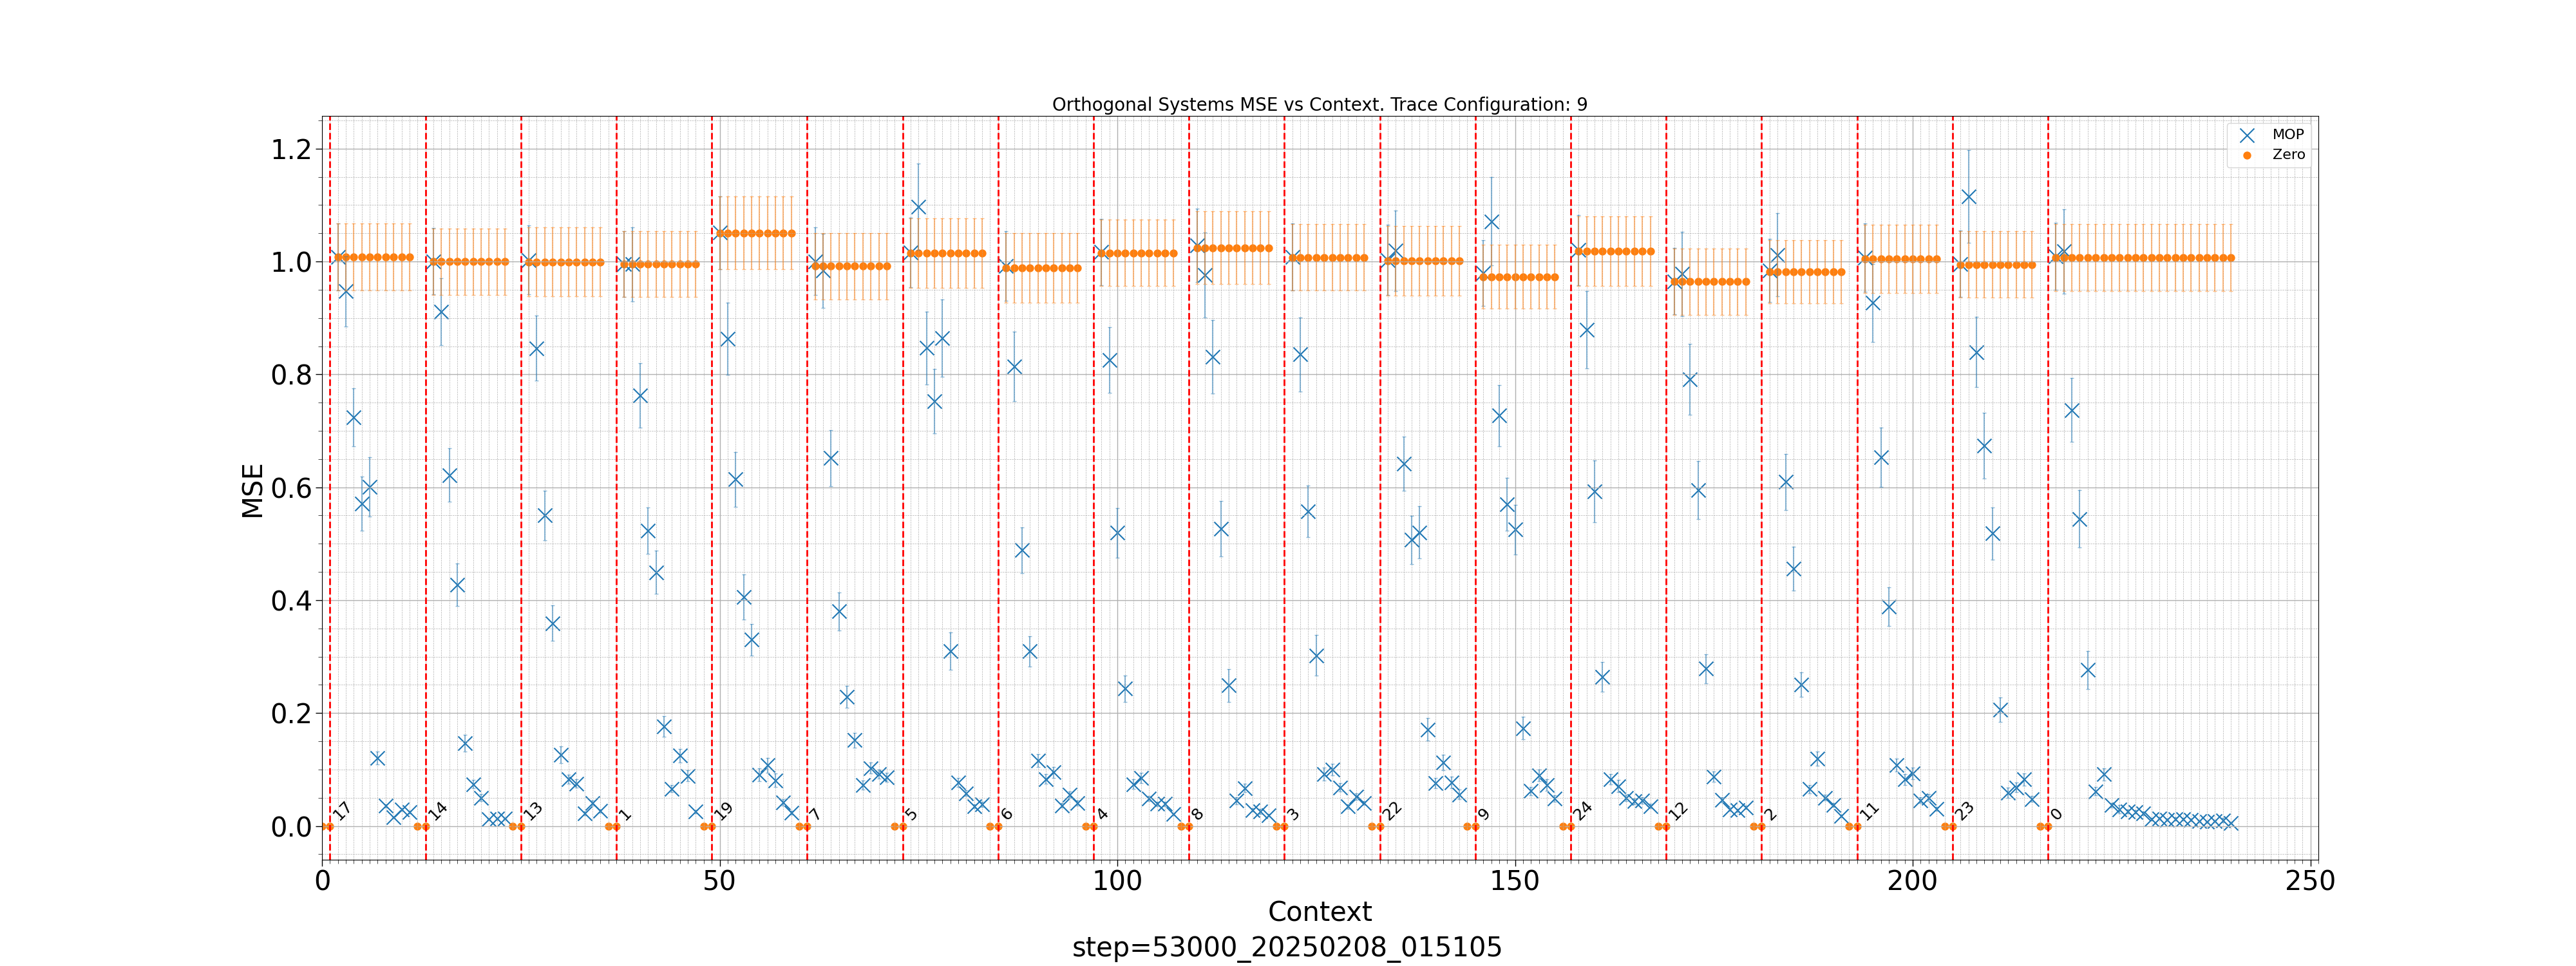 Orthogonal Systems MSE vs Context. Trace Configuration: 9
MOP
Zero
1.2
1.0
0.8
0.6
0.4
0.2
0.0
MSE
17 14 13 1 19 7 5 6 4 8 3 22 9 24 12 2 11 23 0
0 50 100 150 200 250
Context
step=53000_20250208_015105